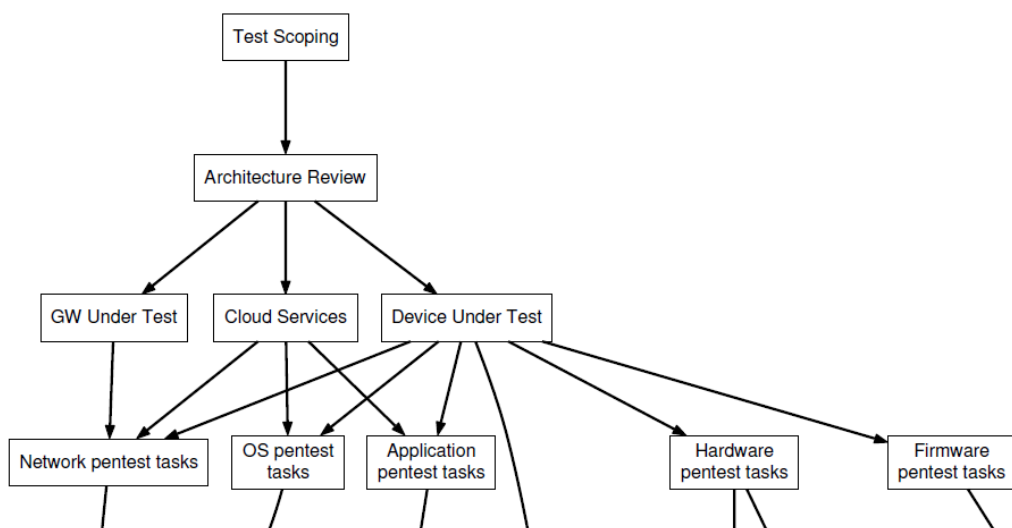 Test Scoping
Architecture Review
GW Under Test
Cloud Services
Device Under Test
Network pentest tasks
OS pentest
tasks
Application
pentest tasks
Hardware
pentest tasks
Firmware
pentest tasks